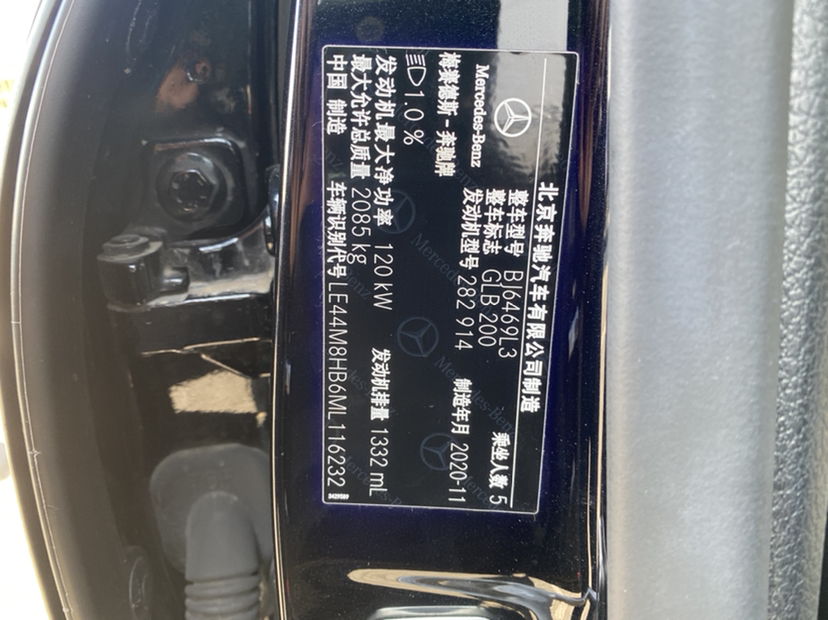 北京奔驰汽车有限公司制造
Mercedes-Benz
整车型号 BJ6469L3 乘坐人数 5
整车标志 GLB 200
梅赛德斯-奔驰牌 发动机型号 282 914 制造年月 2020-11
1.0 %
发动机最大净功率 120 kW 发动机排量 1332 mL
最大允许总质量 2085 kg
中国 制造 车辆识别代号 LE44M8HB6ML116232